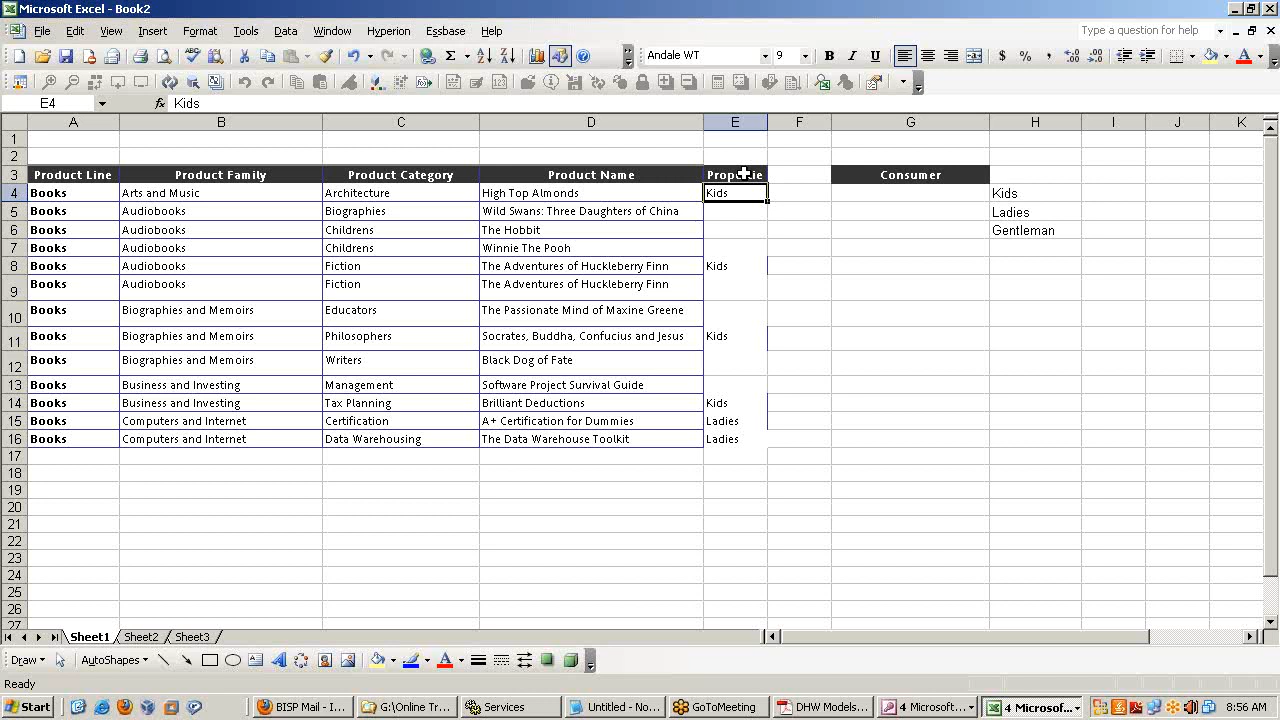 Microsoft Excel - Book2
File Edit View Insert Format Tools Data Window Hyperion Essbase Help Type a question for help
Andale WT 9 B I U $ % ,
E4 fx Kids
A B C D E F G H I J K
1
2
3 Product Line Product Family Product Category Product Name Consumer
4 Books Arts and Music Architecture High Top Almonds Kids Kids
5 Books Audiobooks Biographies Wild Swans: Three Daughters of China Ladies
6 Books Audiobooks Childrens The Hobbit Gentleman
7 Books Audiobooks Childrens Winnie The Pooh
8 Books Audiobooks Fiction The Adventures of Huckleberry Finn Kids
9 Books Audiobooks Fiction The Adventures of Huckleberry Finn
10 Books Biographies and Memoirs Educators The Passionate Mind of Maxine Greene
11 Books Biographies and Memoirs Philosophers Socrates, Buddha, Confucius and Jesus Kids
12 Books Biographies and Memoirs Writers Black Dog of Fate
13 Books Business and Investing Management Software Project Survival Guide
14 Books Business and Investing Tax Planning Brilliant Deductions Kids
15 Books Computers and Internet Certification A+ Certification for Dummies Ladies
16 Books Computers and Internet Data Warehousing The Data Warehouse Toolkit Ladies
17
18
19
20
21
22
23
24
25
26
27
Sheet1 Sheet2 Sheet3
Draw AutoShapes
Ready
Start BISP Mail - I... G:\Online Tr... Services Untitled - No... GoToMeeting DHW Models... 4 Microsoft... 4 Microsof... 8:56 AM